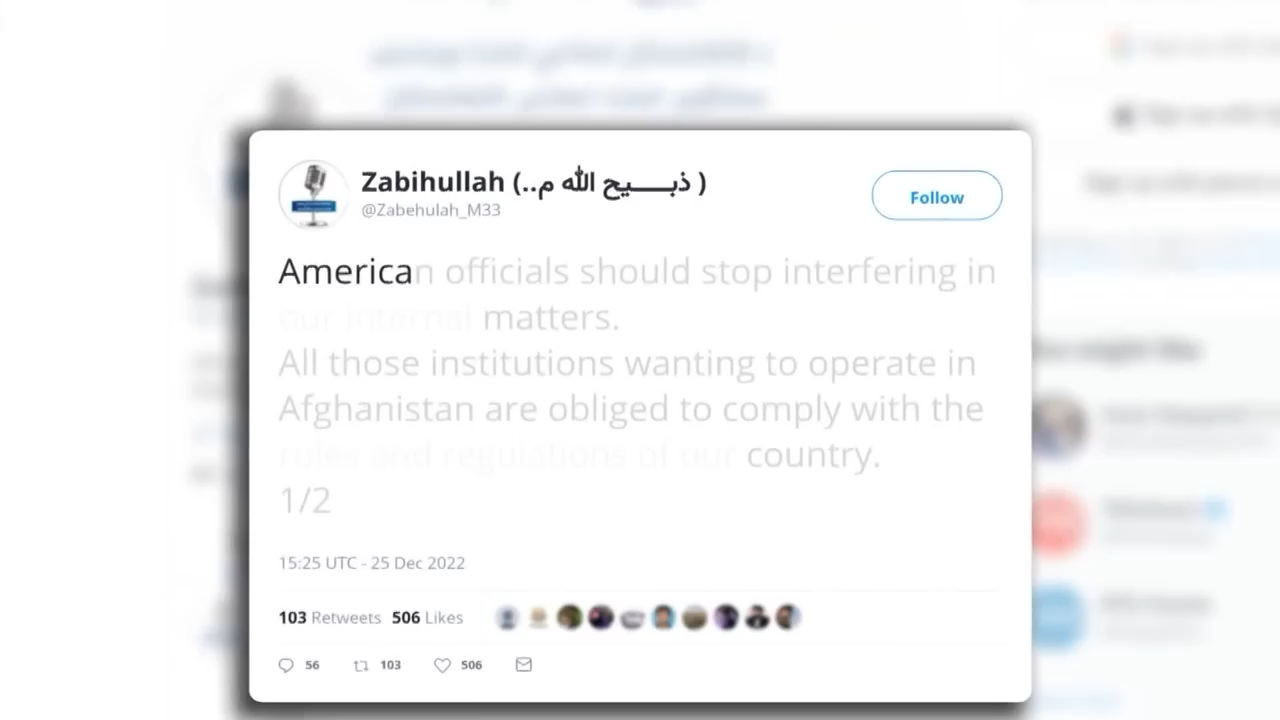 Zabihullah (..ذبـــــيح الله م )
@Zabehulah_M33
Follow
American officials should stop interfering in
our internal matters.
All those institutions wanting to operate in
Afghanistan are obliged to comply with the
rules and regulations of our country.
1/2
15:25 UTC - 25 Dec 2022
103 Retweets 506 Likes
56 103 506